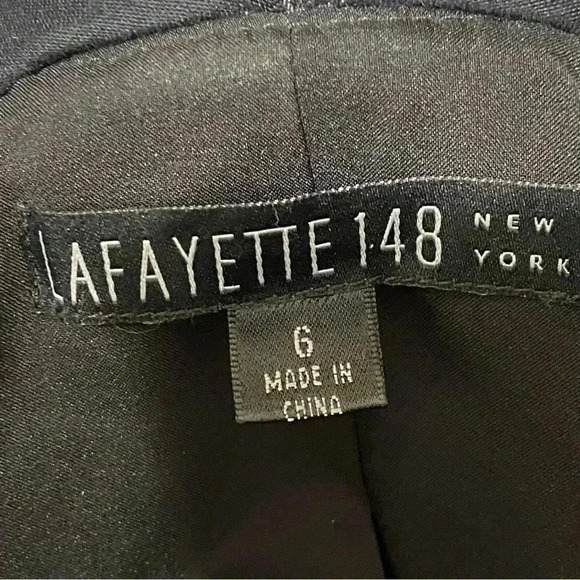 LAFAYETTE 148 NEW YORK
6
MADE IN
CHINA